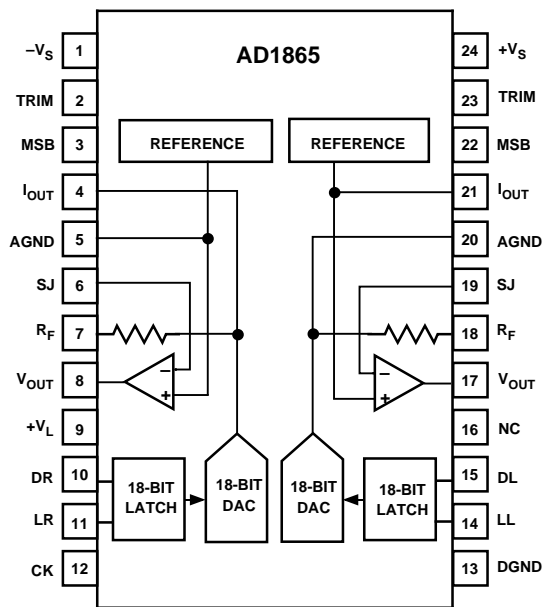 AD1865
–VS 1
TRIM 2
MSB 3
IOUT 4
AGND 5
SJ 6
RF 7
VOUT 8
+VL 9
DR 10
LR 11
CK 12
24 +VS
23 TRIM
22 MSB
21 IOUT
20 AGND
19 SJ
18 RF
17 VOUT
16 NC
15 DL
14 LL
13 DGND
REFERENCE
REFERENCE
–
+
–
+
18-BIT
LATCH
18-BIT
DAC
18-BIT
DAC
18-BIT
LATCH